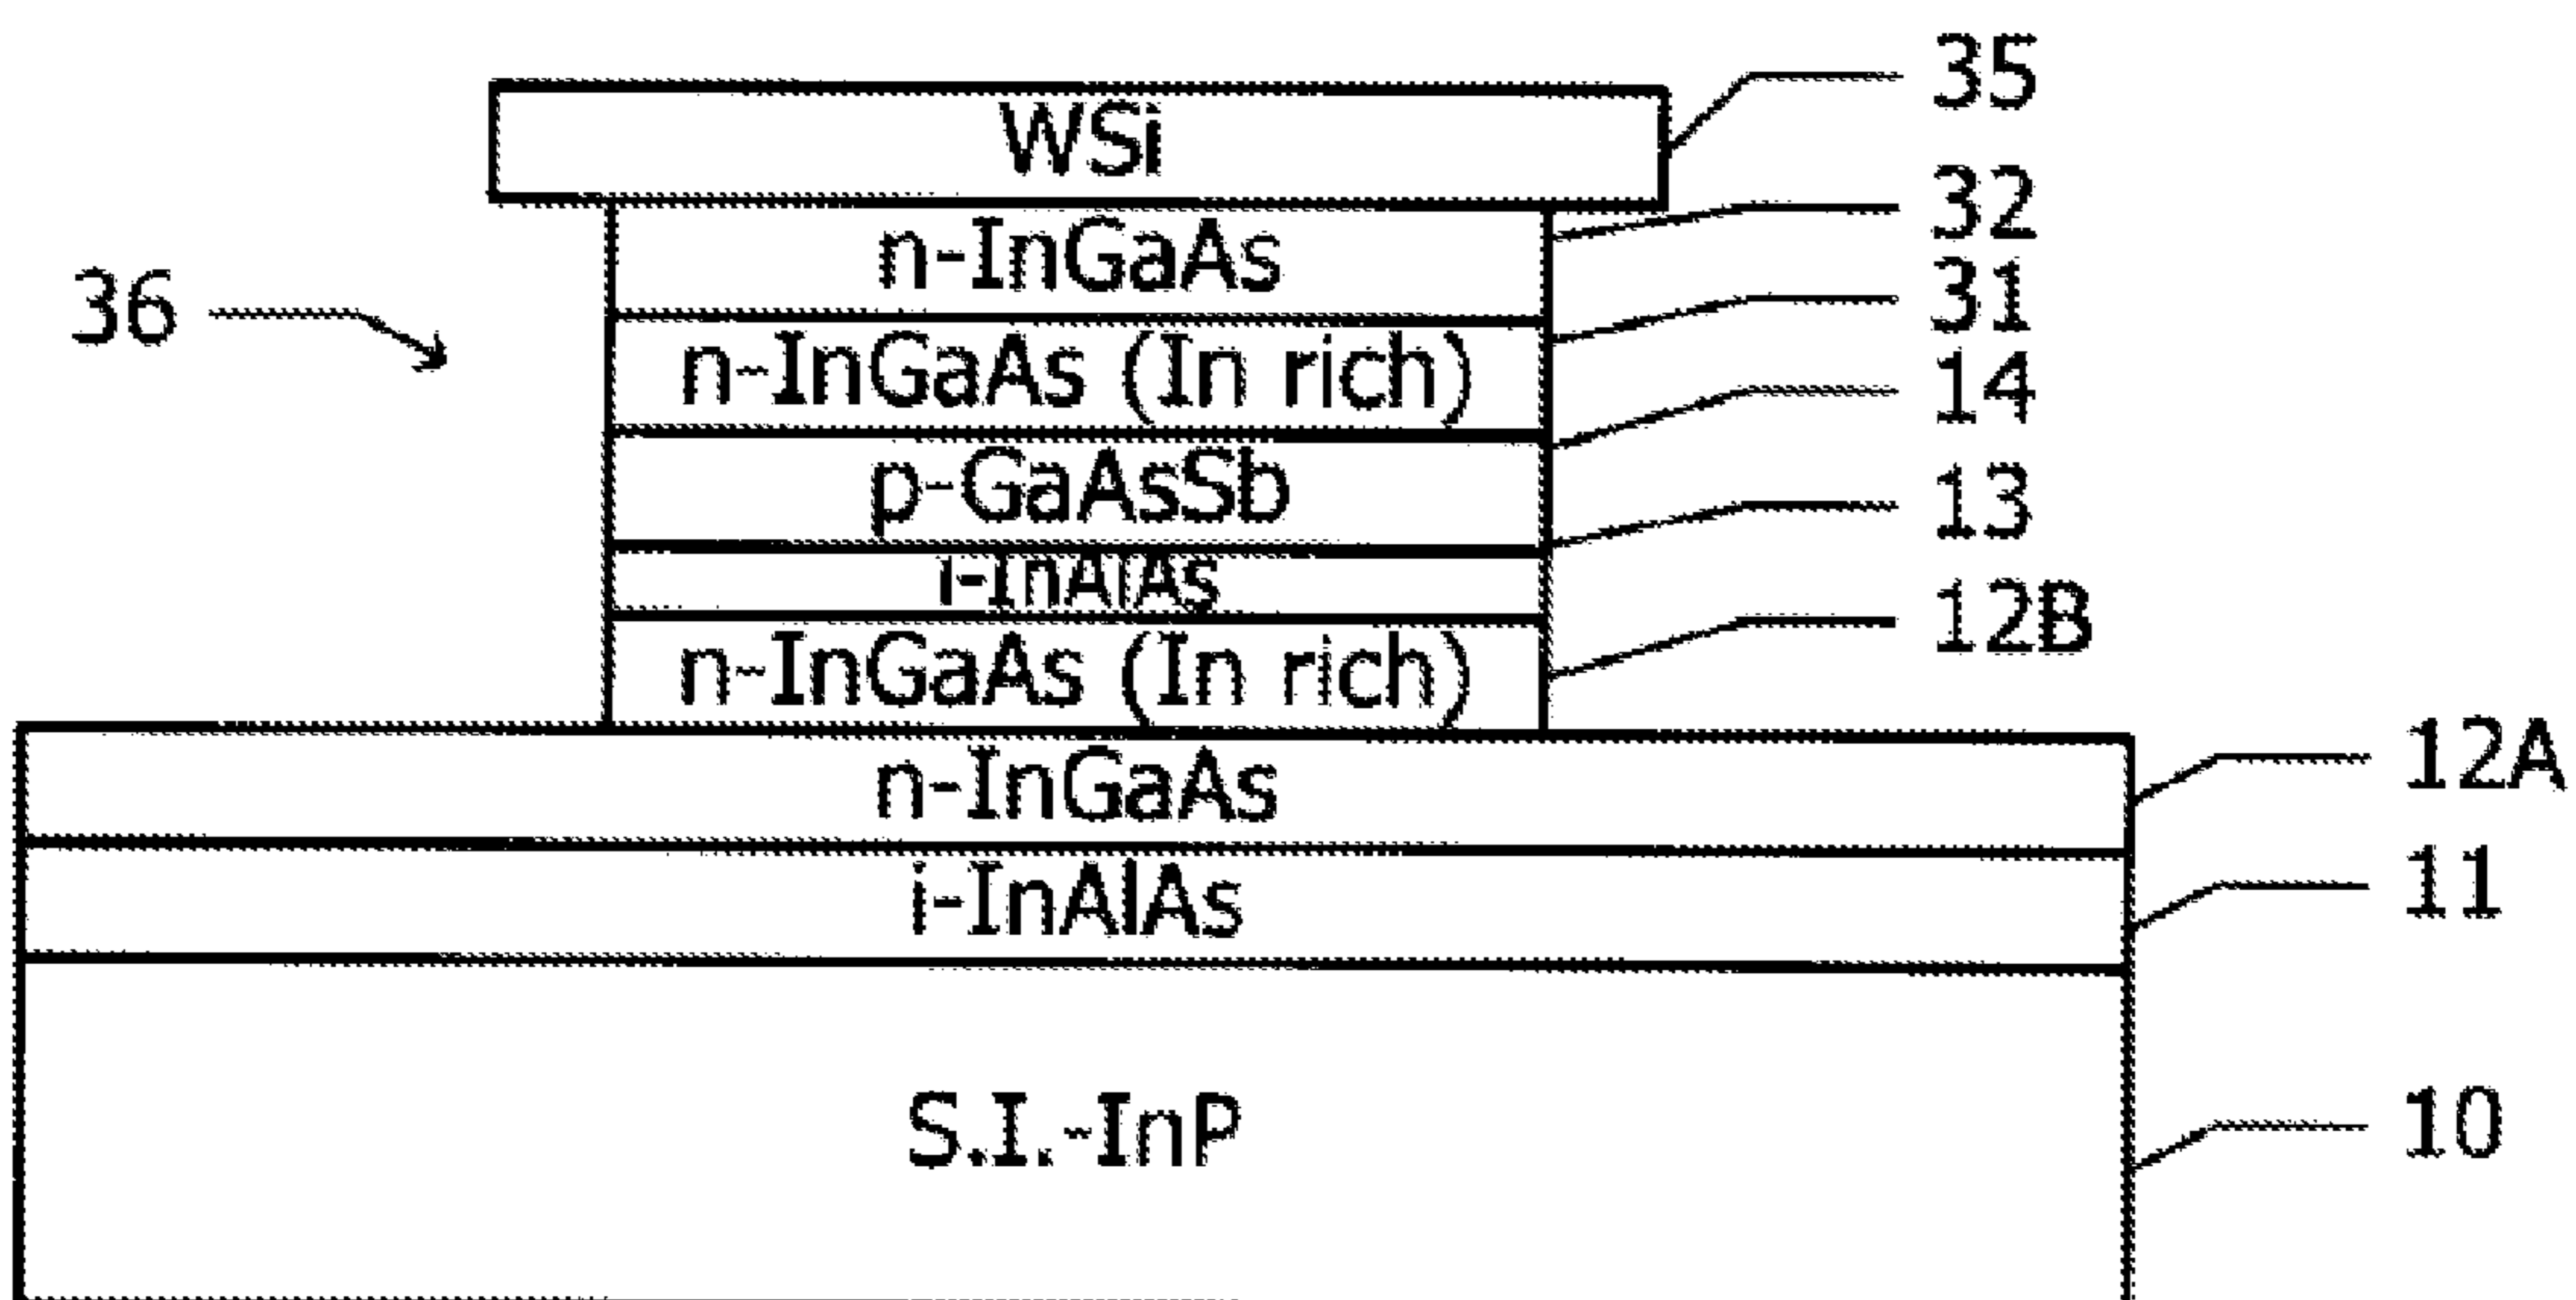 WSi
35
n-InGaAs
32
36
n-InGaAs (In rich)
31
p-GaAsSb
14
i-InAlAs
13
n-InGaAs (In rich)
12B
n-InGaAs
12A
i-InAlAs
11
S.I.-InP
10